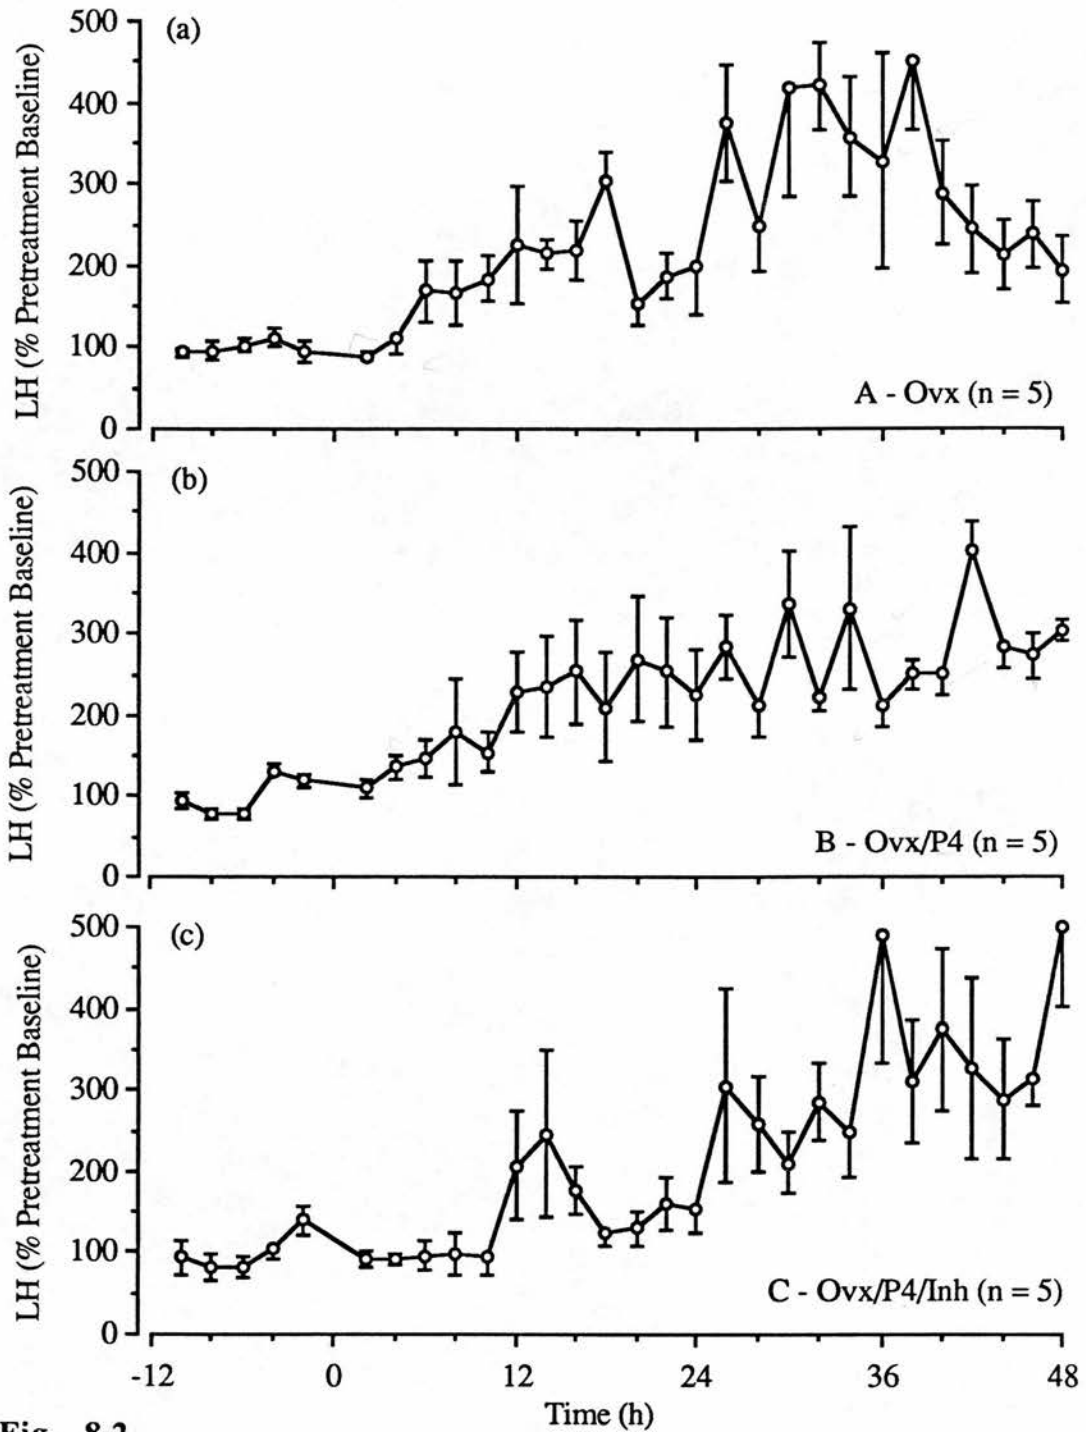 500
(a)
400
300
200
100
0
LH (% Pretreatment Baseline)
A - Ovx (n = 5)
500
(b)
400
300
200
100
0
LH (% Pretreatment Baseline)
B - Ovx/P4 (n = 5)
500
(c)
400
300
200
100
0
LH (% Pretreatment Baseline)
C - Ovx/P4/Inh (n = 5)
-12 0 12 24 36 48
Time (h)
Fig. 8-2